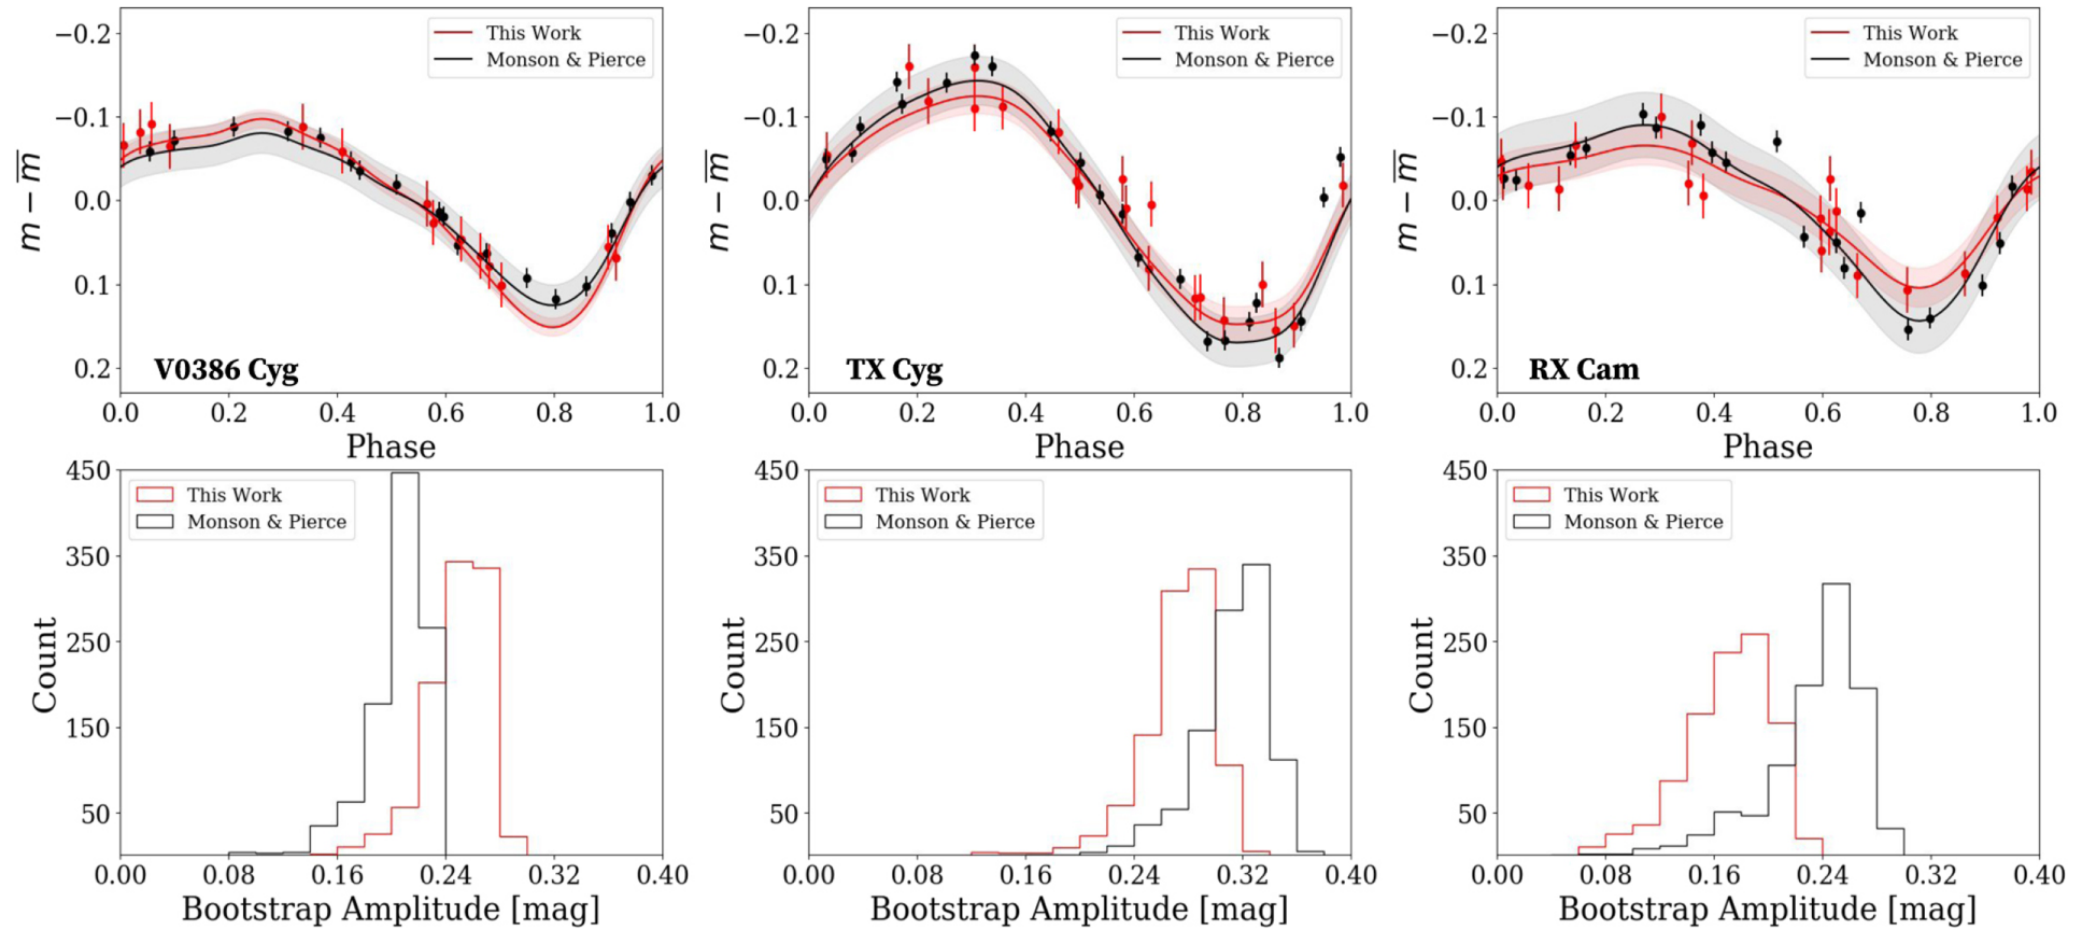 −0.2
−0.1
0.0
0.1
0.2
m − m̅
This Work
Monson & Pierce
V0386 Cyg
0.0 0.2 0.4 0.6 0.8 1.0
Phase
−0.2
−0.1
0.0
0.1
0.2
m − m̅
This Work
Monson & Pierce
TX Cyg
0.0 0.2 0.4 0.6 0.8 1.0
Phase
−0.2
−0.1
0.0
0.1
0.2
m − m̅
This Work
Monson & Pierce
RX Cam
0.0 0.2 0.4 0.6 0.8 1.0
Phase
450
350
250
150
50
Count
This Work
Monson & Pierce
0.00 0.08 0.16 0.24 0.32 0.40
Bootstrap Amplitude [mag]
450
350
250
150
50
Count
This Work
Monson & Pierce
0.00 0.08 0.16 0.24 0.32 0.40
Bootstrap Amplitude [mag]
450
350
250
150
50
Count
This Work
Monson & Pierce
0.00 0.08 0.16 0.24 0.32 0.40
Bootstrap Amplitude [mag]